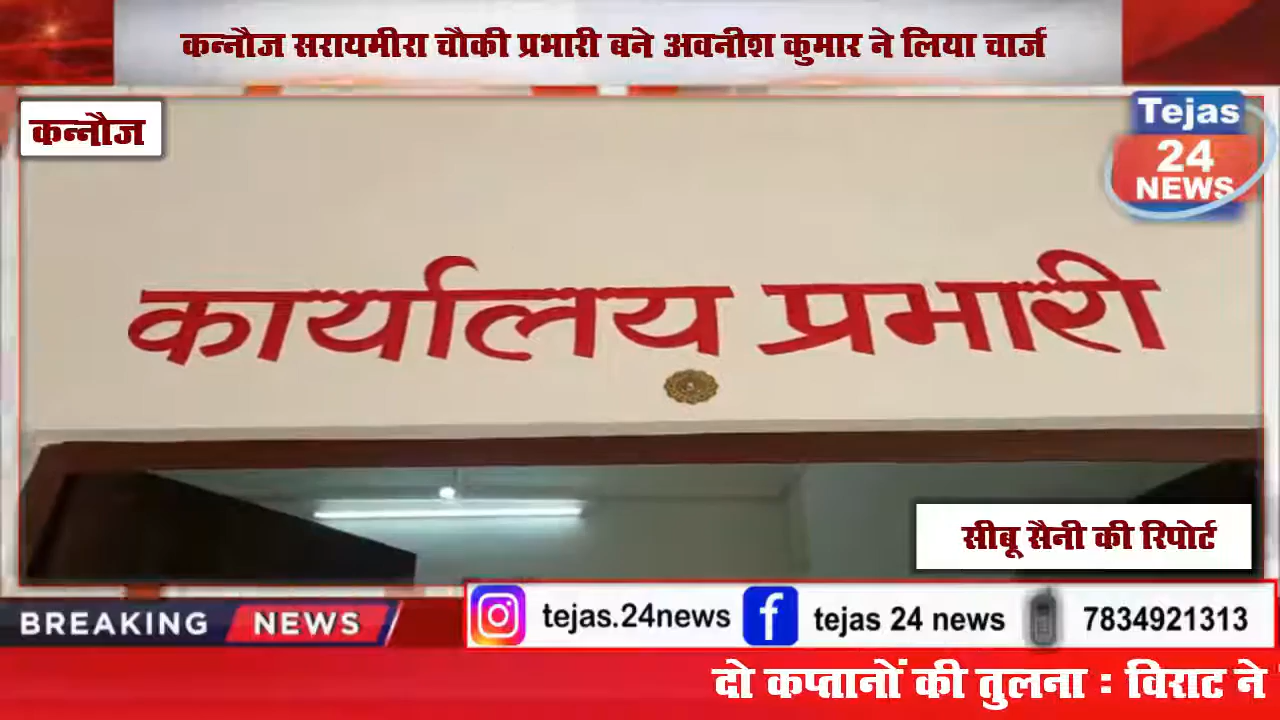 कन्नौज सरायमीरा चौकी प्रभारी बने अवनीश कुमार ने लिया चार्ज
कन्नौज
Tejas
24
NEWS
कार्यालय प्रभारी
सीबू सैनी की रिपोर्ट
BREAKING NEWS
tejas.24news
tejas 24 news
7834921313
दो कप्तानों की तुलना : विराट ने